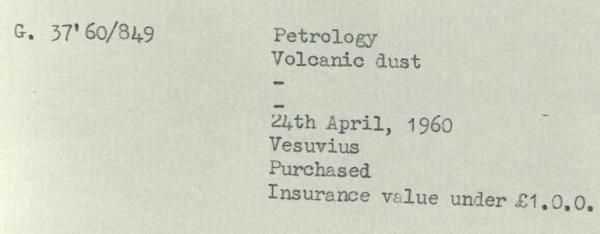 G. 37'60/849 Petrology
Volcanic dust
-
-
24th April, 1960
Vesuvius
Purchased
Insurance value under £1.0.0.